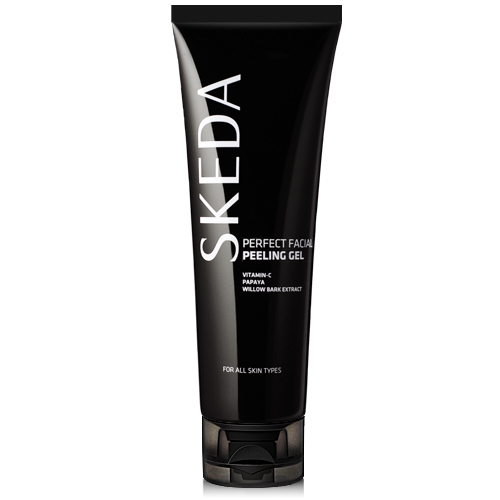 SKEDA
PERFECT FACIAL
PEELING GEL
VITAMIN-C
PAPAYA
WILLOW BARK EXTRACT
FOR ALL SKIN TYPES